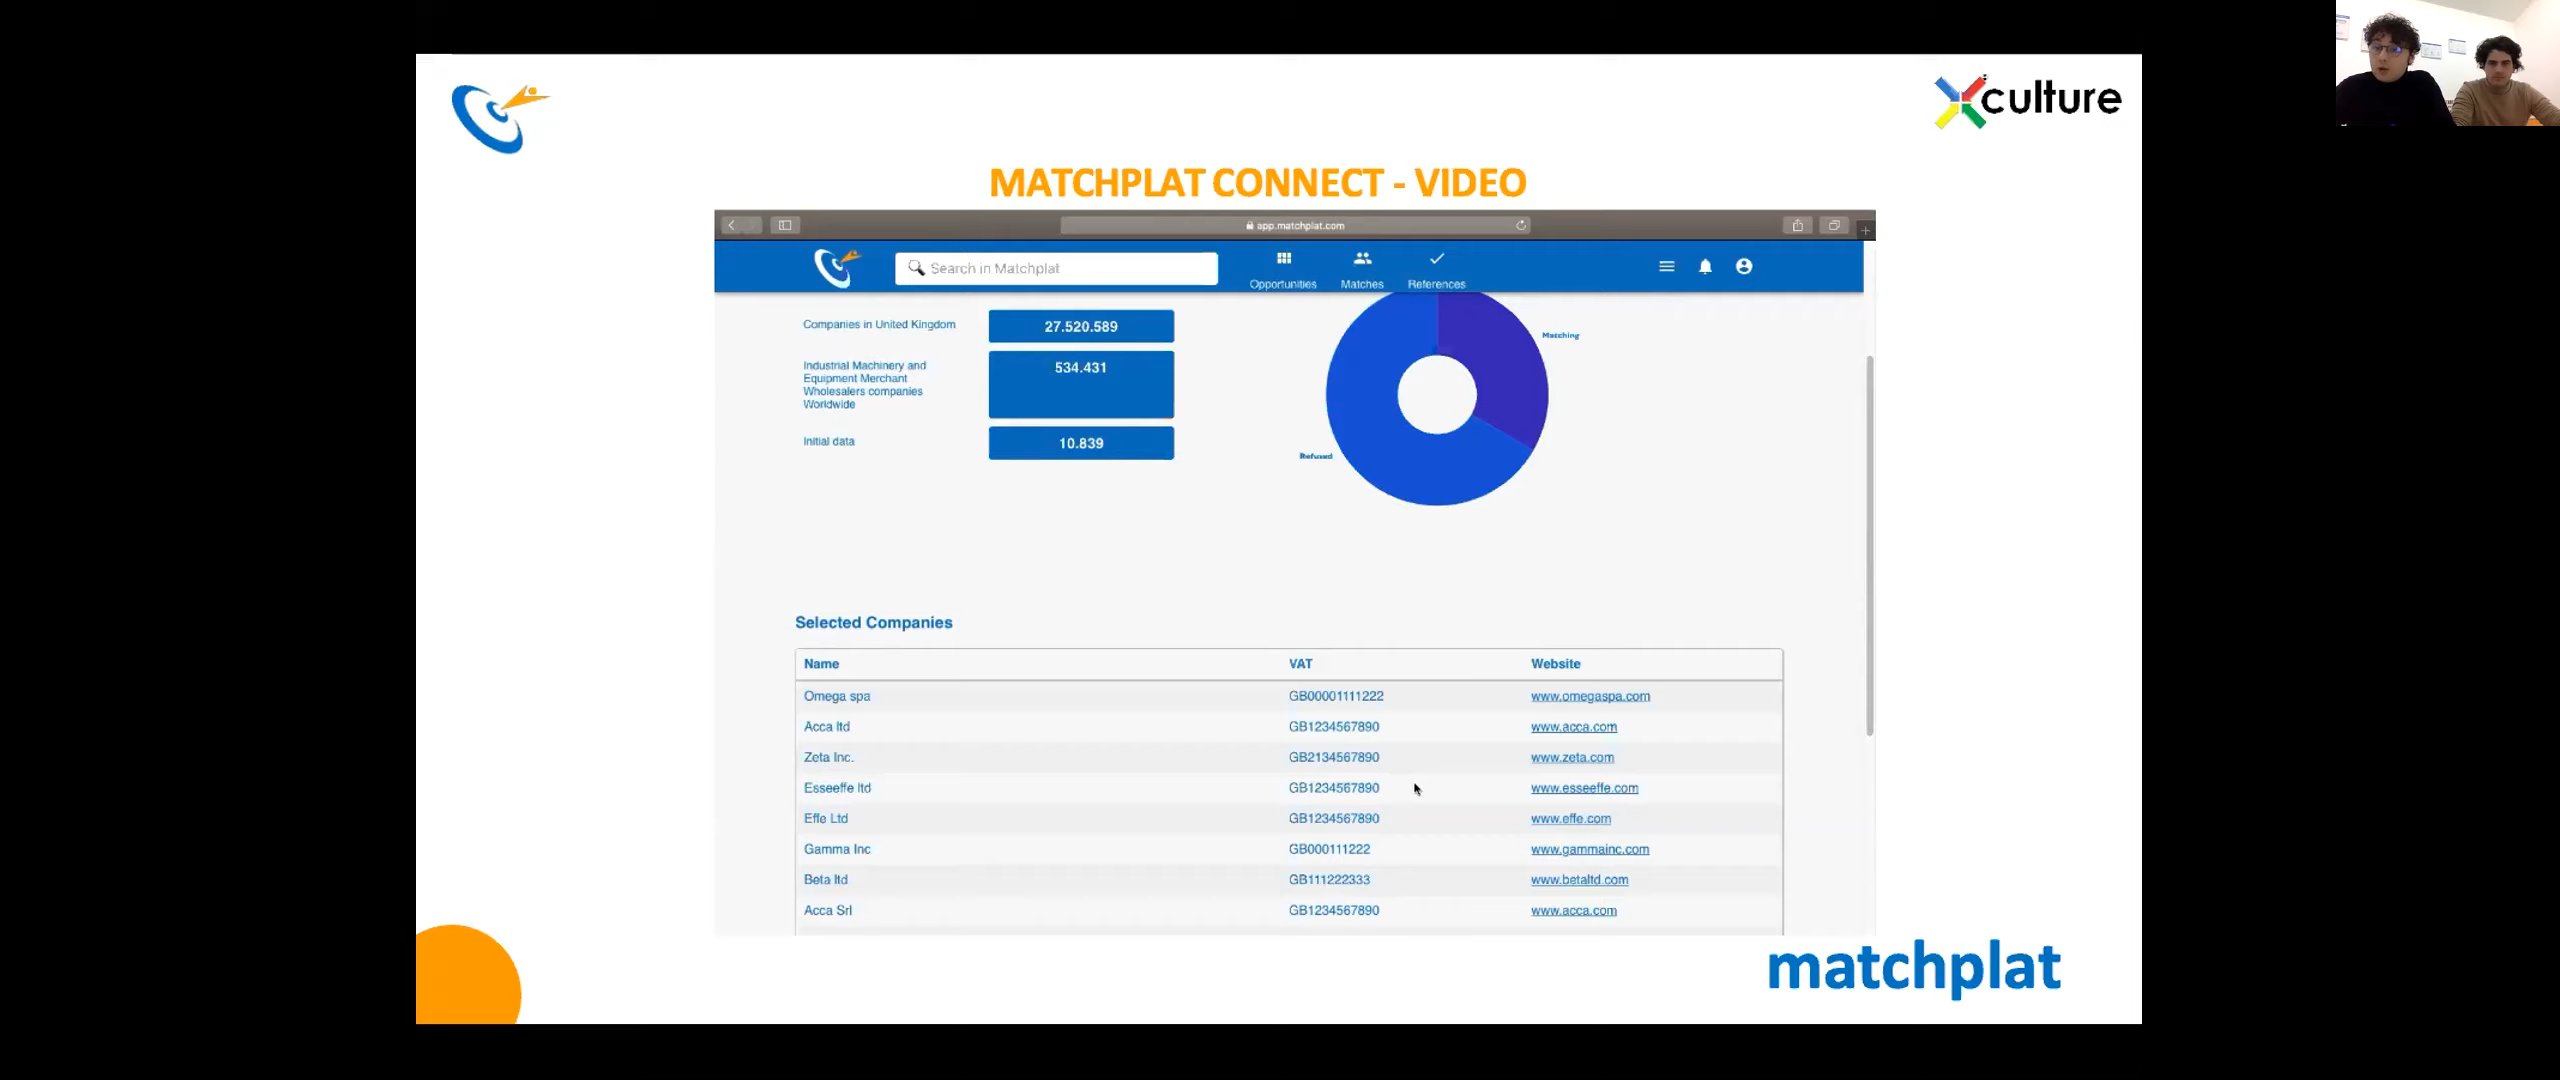 culture
MATCHPLAT CONNECT - VIDEO
app.matchplat.com
Search in Matchplat
Opportunities
Matches
References
Companies in United Kingdom
27.520.589
Industrial Machinery and
Equipment Merchant
Wholesalers companies
Worldwide
534.431
Initial data
10.839
Matching
Refused
Selected Companies
Name VAT Website
Omega spa GB00001111222 www.omegaspa.com
Acca ltd GB1234567890 www.acca.com
Zeta Inc. GB2134567890 www.zeta.com
Esseeffe ltd GB1234567890 www.esseeffe.com
Effe Ltd GB1234567890 www.effe.com
Gamma Inc GB000111222 www.gammainc.com
Beta ltd GB111222333 www.betaltd.com
Acca Srl GB1234567890 www.acca.com
matchplat